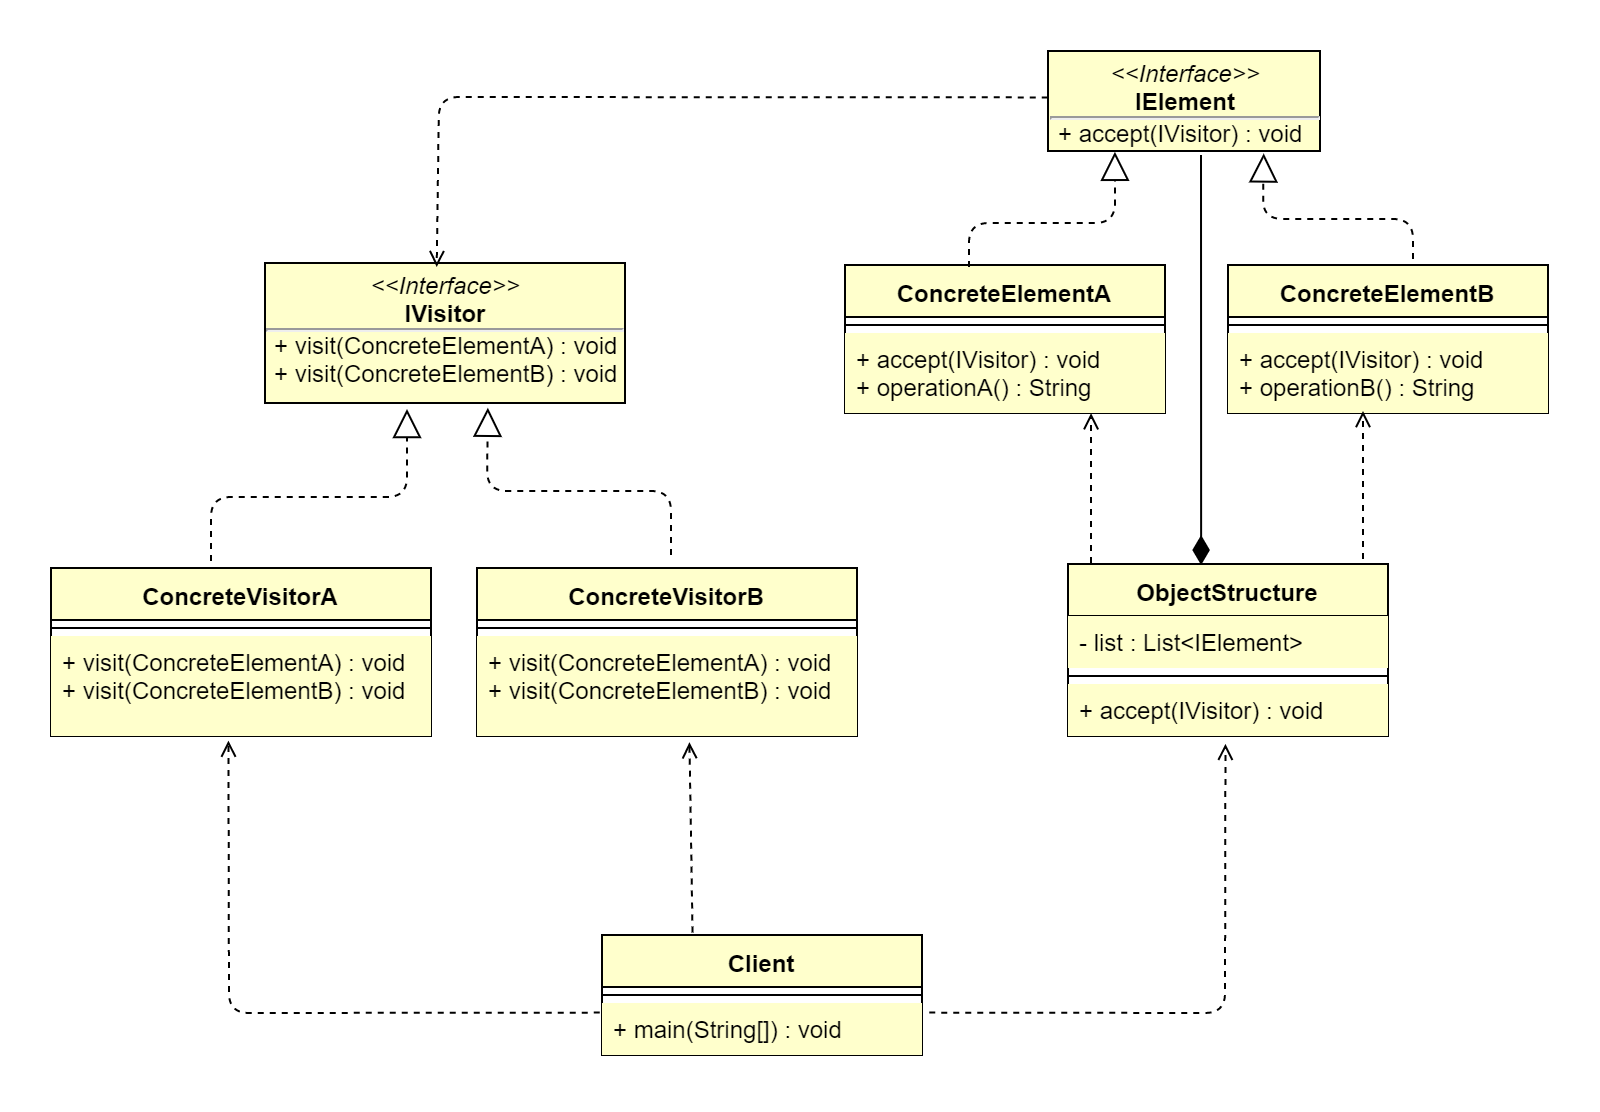 <<Interface>>
IElement
+ accept(IVisitor) : void
<<Interface>>
IVisitor
+ visit(ConcreteElementA) : void
+ visit(ConcreteElementB) : void
ConcreteElementA
+ accept(IVisitor) : void
+ operationA() : String
ConcreteElementB
+ accept(IVisitor) : void
+ operationB() : String
ConcreteVisitorA
+ visit(ConcreteElementA) : void
+ visit(ConcreteElementB) : void
ConcreteVisitorB
+ visit(ConcreteElementA) : void
+ visit(ConcreteElementB) : void
ObjectStructure
- list : List<IElement>
+ accept(IVisitor) : void
Client
+ main(String[]) : void